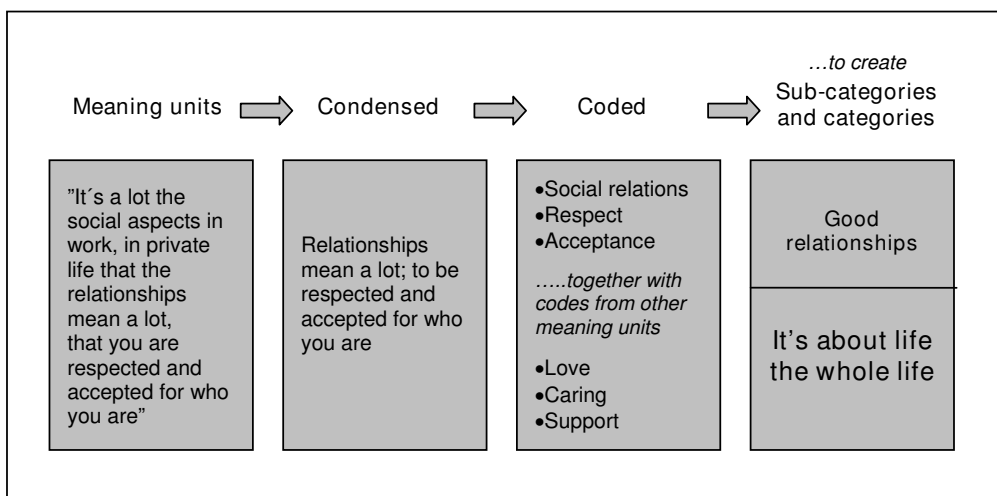 Meaning units
Condensed
Coded
…to create
Sub-categories
and categories
”It´s a lot the
social aspects in
work, in private
life that the
relationships
mean a lot,
that you are
respected and
accepted for who
you are”
Relationships
mean a lot; to be
respected and
accepted for who
you are
•Social relations
•Respect
•Acceptance
…..together with
codes from other
meaning units
•Love
•Caring
•Support
Good
relationships
It's about life
the whole life